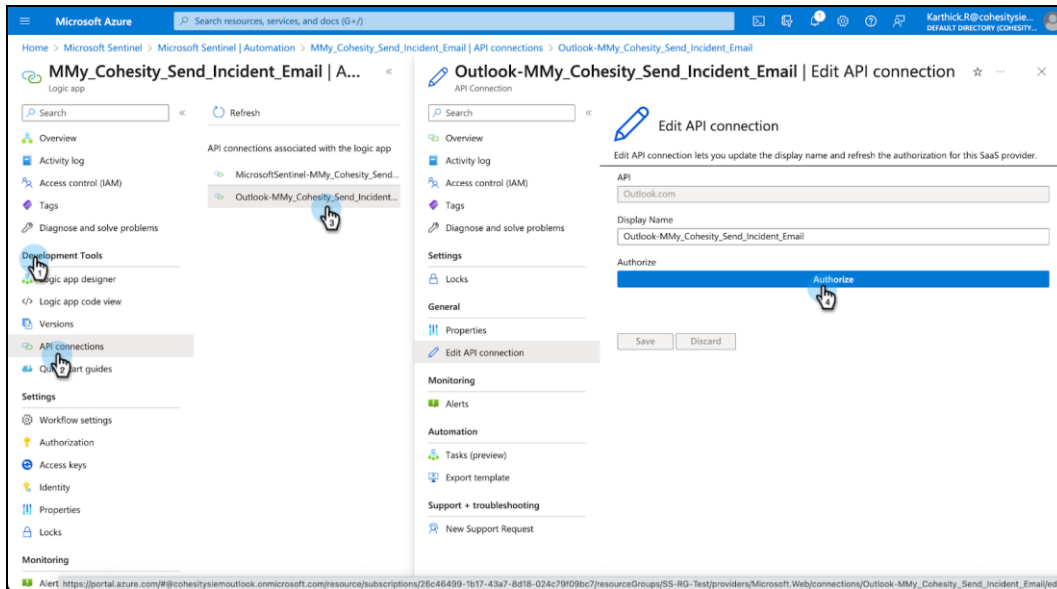 Microsoft Azure
Search resources, services, and docs (G+/)
1
Karthick.R@cohesitysie...
DEFAULT DIRECTORY (COHESITY...
Home > Microsoft Sentinel > Microsoft Sentinel | Automation > MMy_Cohesity_Send_Incident_Email | API connections > Outlook-MMy_Cohesity_Send_Incident_Email
MMy_Cohesity_Send_Incident_Email | A...
Logic app
Search
Overview
Activity log
Access control (IAM)
Tags
Diagnose and solve problems
Development Tools
1
Logic app designer
Logic app code view
Versions
API connections
2
Settings
Workflow settings
Authorization
Access keys
Identity
Properties
Locks
Monitoring
Refresh
API connections associated with the logic app
MicrosoftSentinel-MMy_Cohesity_Send...
Outlook-MMy_Cohesity_Send_Incident...
3
Outlook-MMy_Cohesity_Send_Incident_Email | Edit API connection
API Connection
Search
Overview
Activity log
Access control (IAM)
Tags
Diagnose and solve problems
Settings
Locks
General
Properties
Edit API connection
Monitoring
Alerts
Automation
Tasks (preview)
Export template
Support + troubleshooting
New Support Request
Edit API connection
Edit API connection lets you update the display name and refresh the authorization for this SaaS provider.
API
Outlook.com
Display Name
Outlook-MMy_Cohesity_Send_Incident_Email
Authorize
Authorize
4
Save
Discard
Alert
https://portal.azure.com/#@cohesitysiemoutlook.onmicrosoft.com/resource/subscriptions/26c46499-1b17-43a7-8d18-024c79f09bc7/resourceGroups/SS-RG-Test/providers/Microsoft.Web/connections/Outlook-MMy_Cohesity_Send_Incident_Email/ed